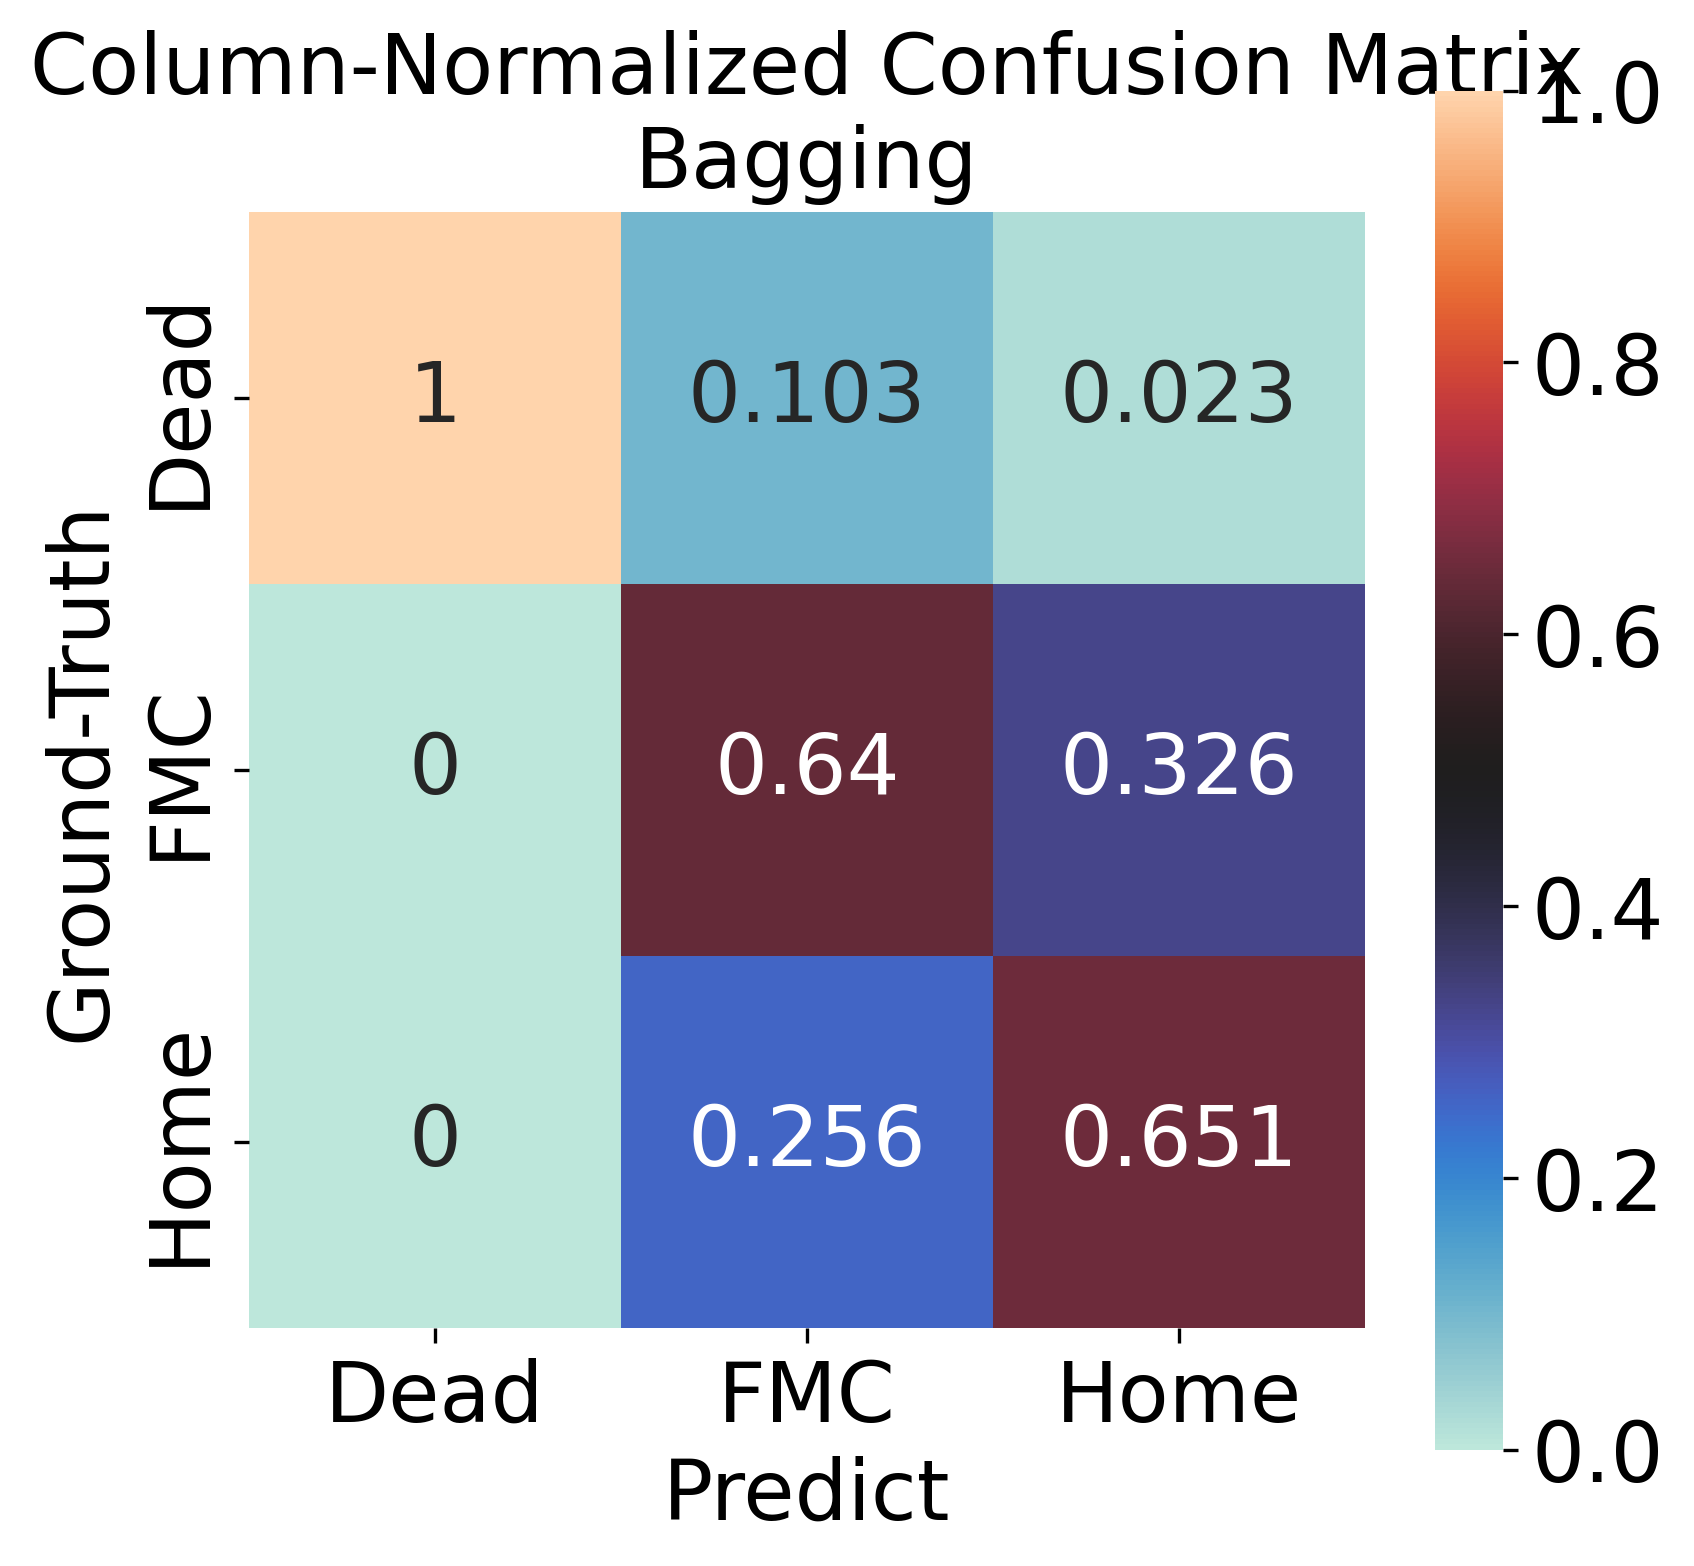 Column-Normalized Confusion Matrix
Bagging
1.0
0.8
0.6
0.4
0.2
0.0
Ground-Truth
Dead
FMC
Home
1 0.103 0.023
0 0.64 0.326
0 0.256 0.651
Dead FMC Home
Predict